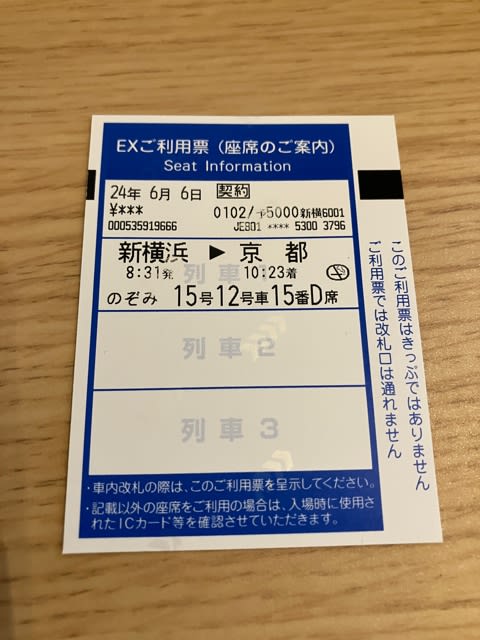 EXご利用票（座席のご案内）
Seat Information
24年 6月 6日 契約
¥*** 0102/予5000新横6001
000535919666 JE801 **** 5300 3796
新横浜 ▶ 京都
8:31発 10:23着
のぞみ 15号12号車15番D席
列車1
列車2
列車3
・車内改札の際は、このご利用票を呈示してください。
・記載以外の座席をご利用の場合は、入場時に使用さ
れたICカード等を確認させていただきます。
このご利用票はきっぷではありません
ご利用票では改札口は通れません